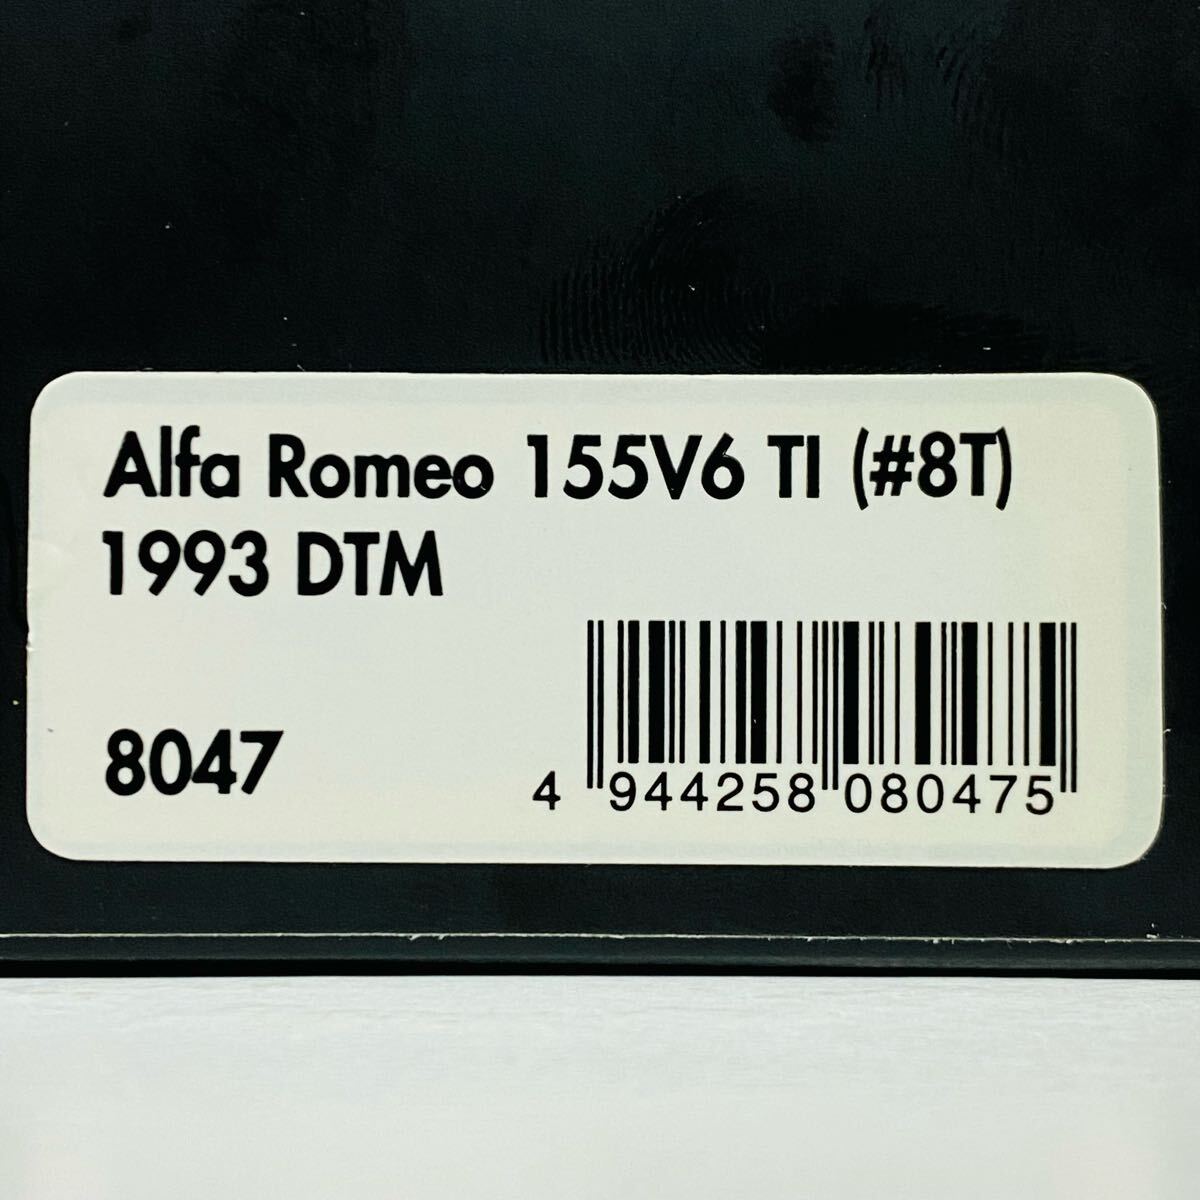 Alfa Romeo 155V6 TI (#8T)
1993 DTM
8047
4 944258 080475